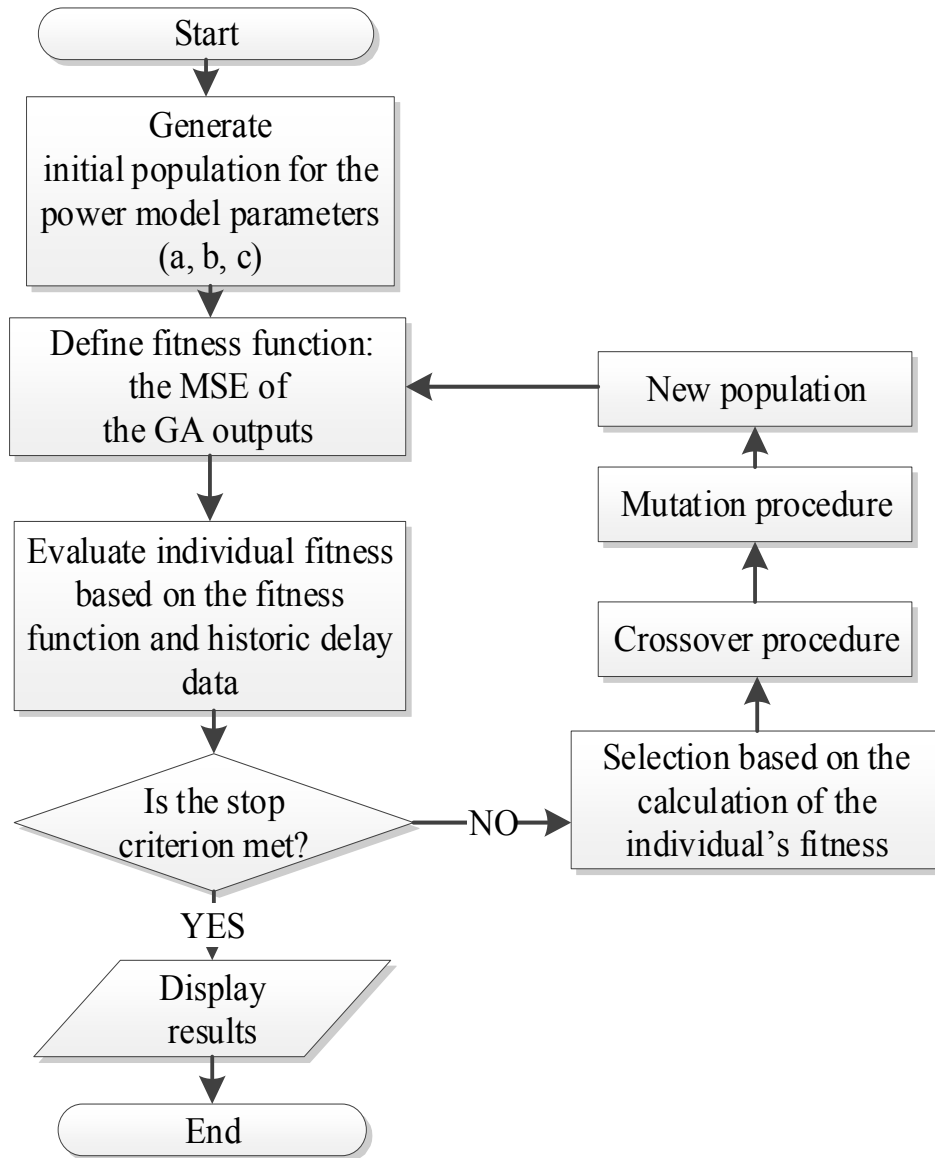 Start
Generate
initial population for the
power model parameters
(a, b, c)
Define fitness function:
the MSE of
the GA outputs
Evaluate individual fitness
based on the fitness
function and historic delay
data
Is the stop
criterion met?
NO
YES
Display
results
End
Selection based on the
calculation of the
individual’s fitness
Crossover procedure
Mutation procedure
New population